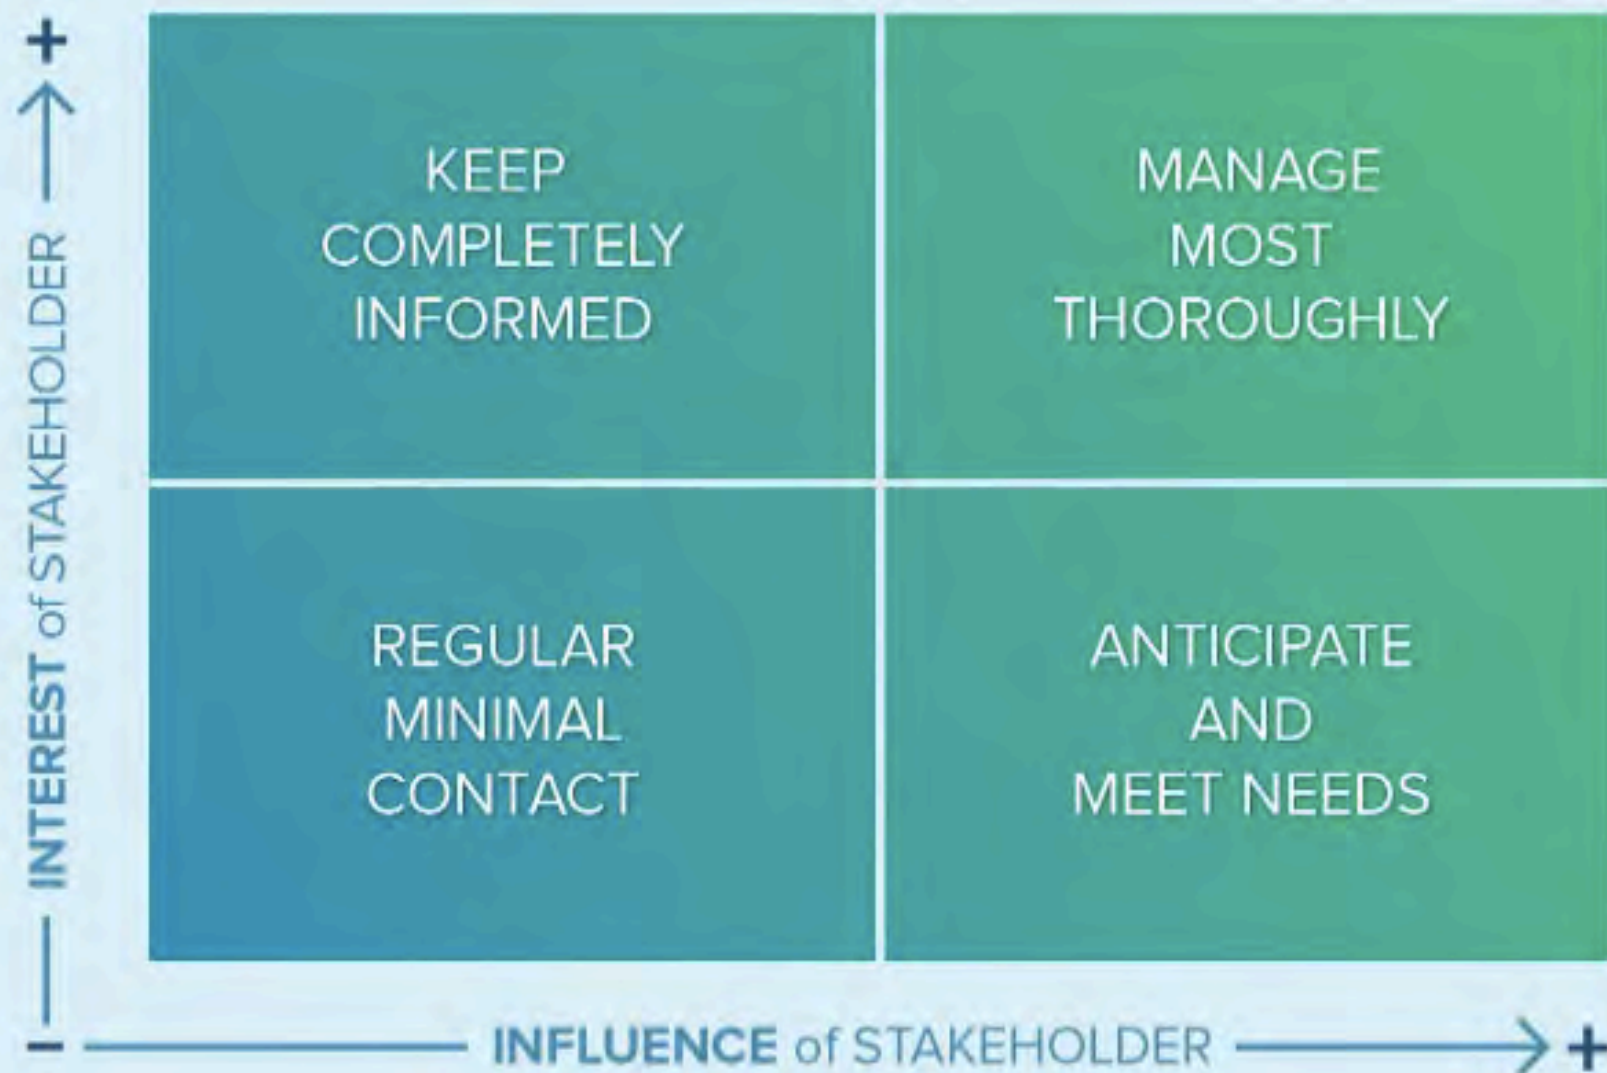 +
KEEP
COMPLETELY
INFORMED
MANAGE
MOST
THOROUGHLY
INTEREST of STAKEHOLDER
REGULAR
MINIMAL
CONTACT
ANTICIPATE
AND
MEET NEEDS
−
INFLUENCE of STAKEHOLDER
+